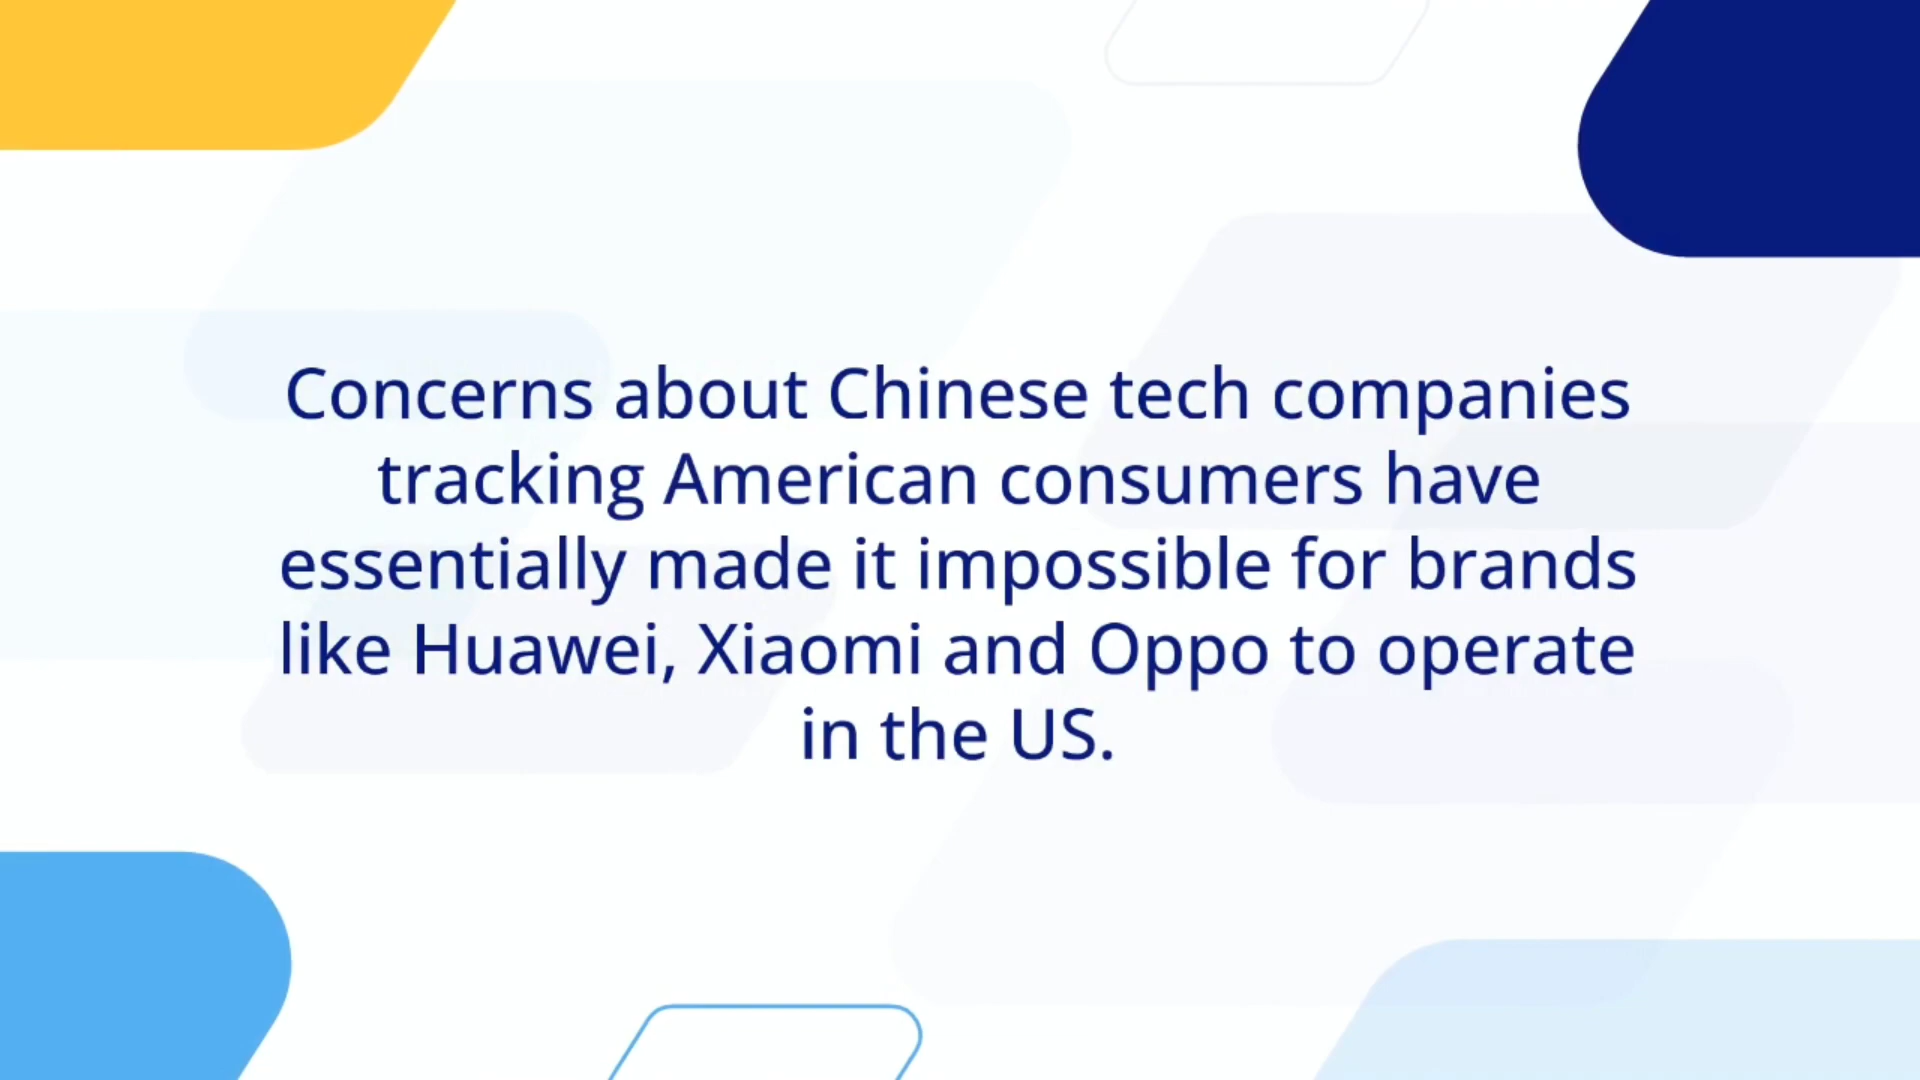 Concerns about Chinese tech companies
tracking American consumers have
essentially made it impossible for brands
like Huawei, Xiaomi and Oppo to operate
in the US.